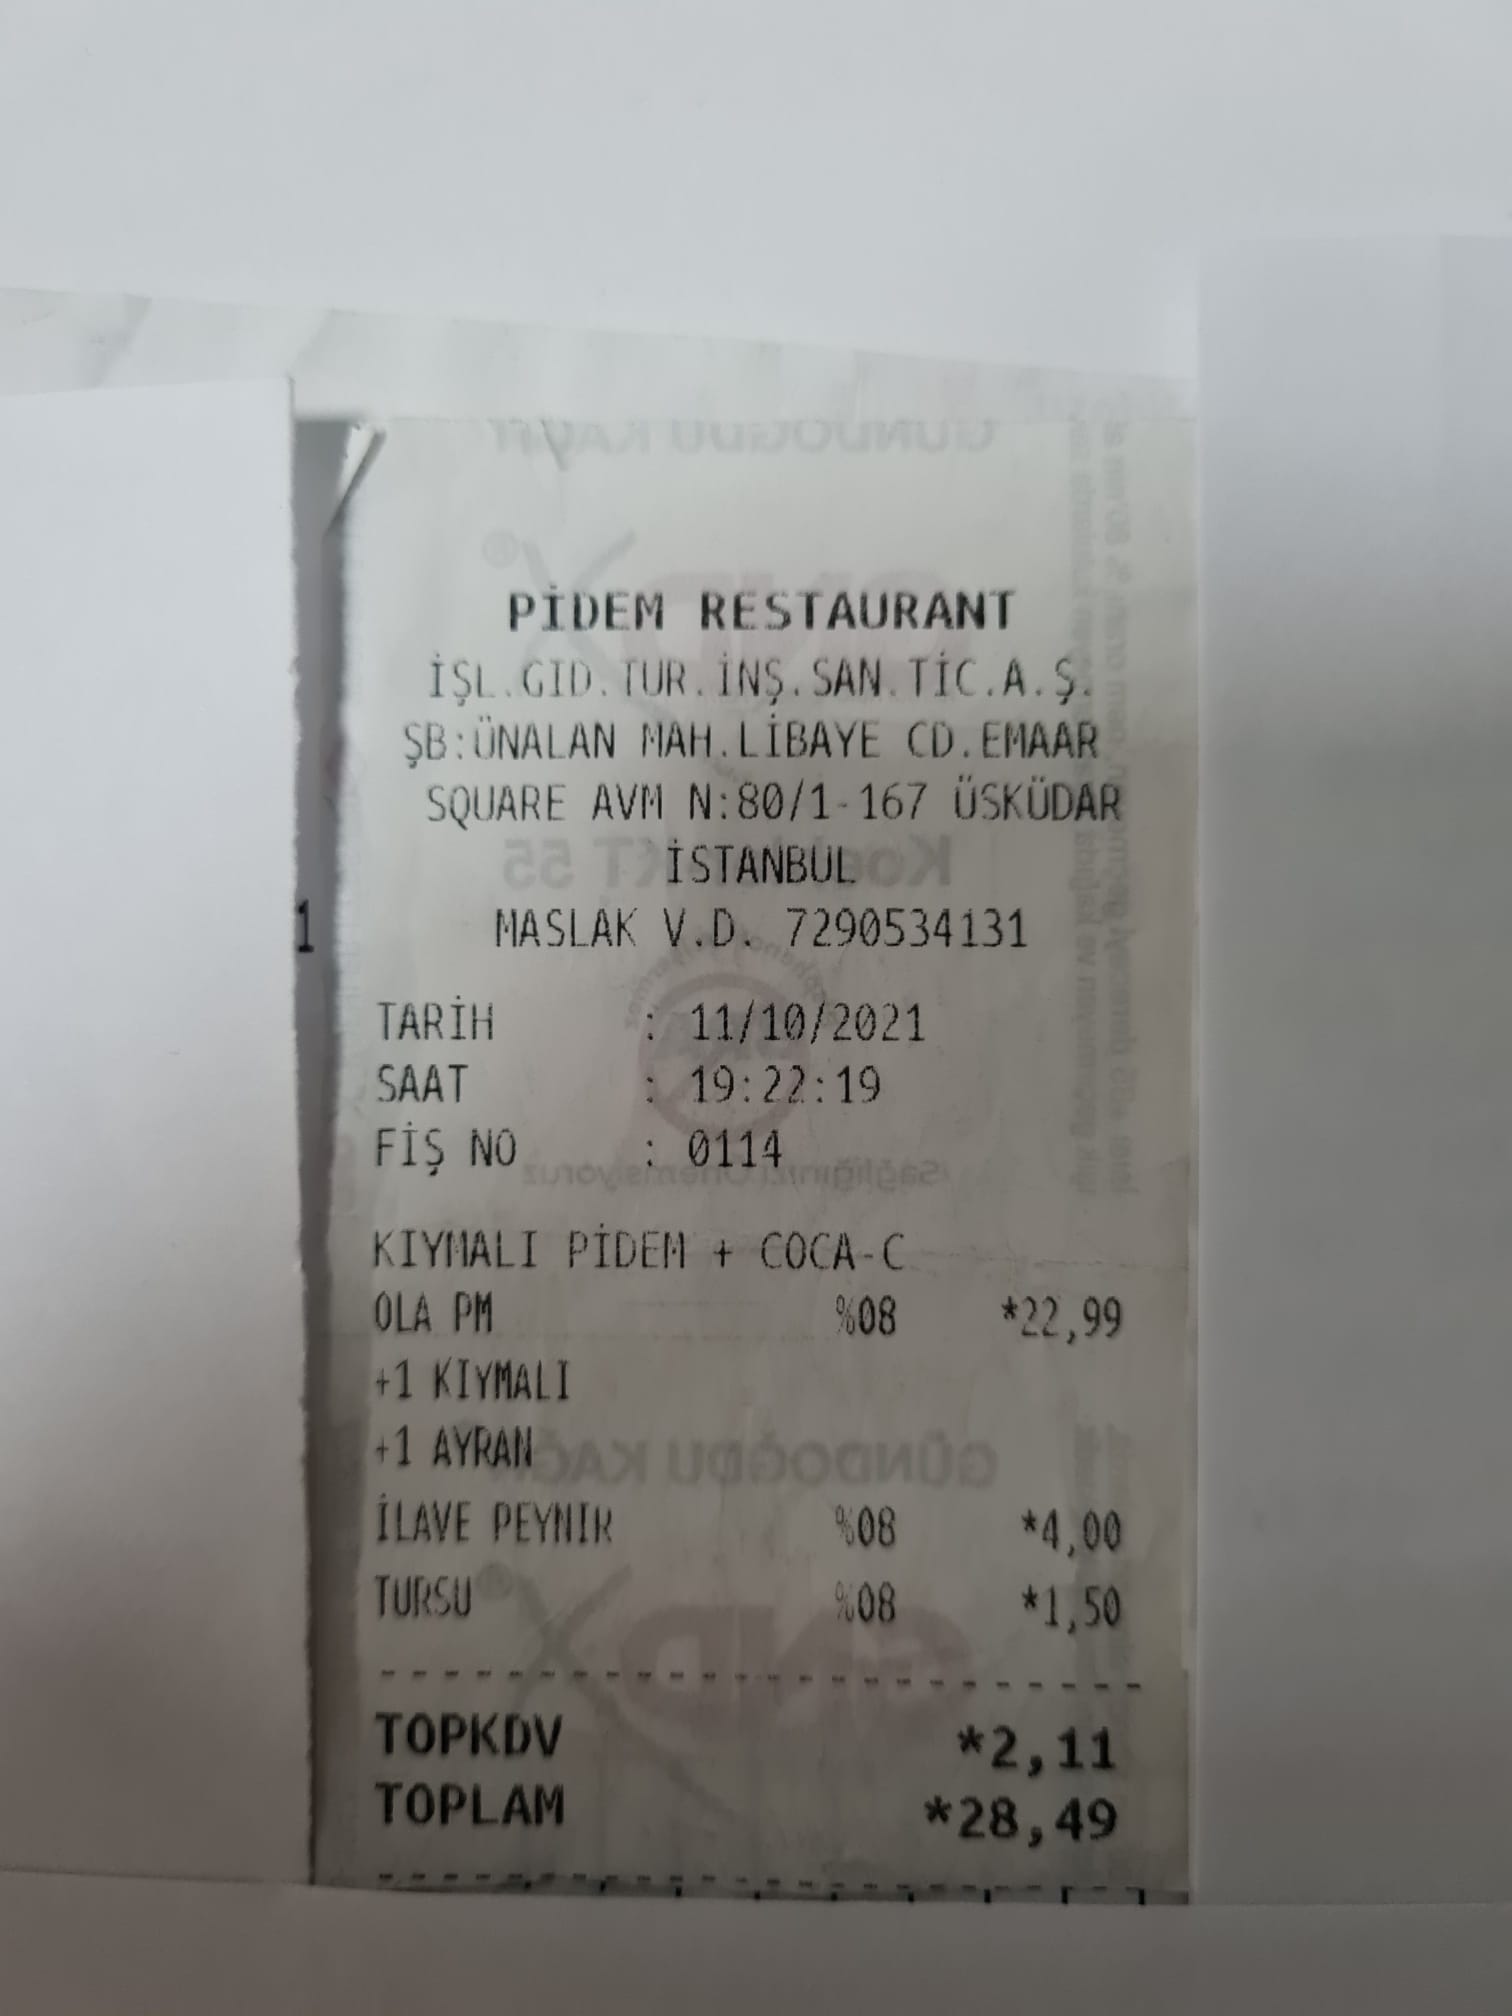 PİDEM RESTAURANT
İŞL.GID.TUR.İNŞ.SAN.TİC.A.Ş.
ŞB:ÜNALAN MAH.LİBAYE CD.EMAAR
SQUARE AVM N:80/1-167 ÜSKÜDAR
İSTANBUL
MASLAK V.D. 7290534131
1
TARİH : 11/10/2021
SAAT : 19:22:19
FİŞ NO : 0114
KIYMALI PİDEM + COCA-C
OLA PM %08 *22,99
+1 KIYMALI
+1 AYRAN
İLAVE PEYNIR %08 *4,00
TURSU %08 *1,50
TOPKDV *2,11
TOPLAM *28,49